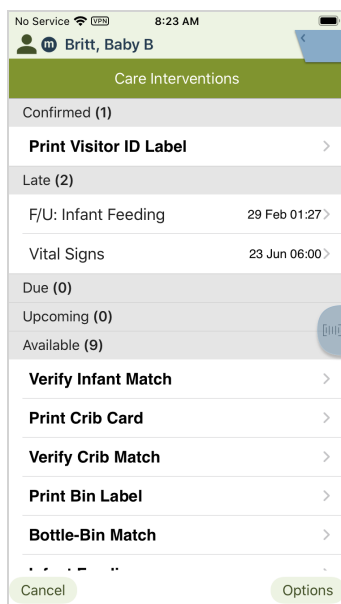 No Service VPN 8:23 AM
m Britt, Baby B
Care Interventions
Confirmed (1)
Print Visitor ID Label
Late (2)
F/U: Infant Feeding 29 Feb 01:27
Vital Signs 23 Jun 06:00
Due (0)
Upcoming (0)
Available (9)
Verify Infant Match
Print Crib Card
Verify Crib Match
Print Bin Label
Bottle-Bin Match
Cancel Options